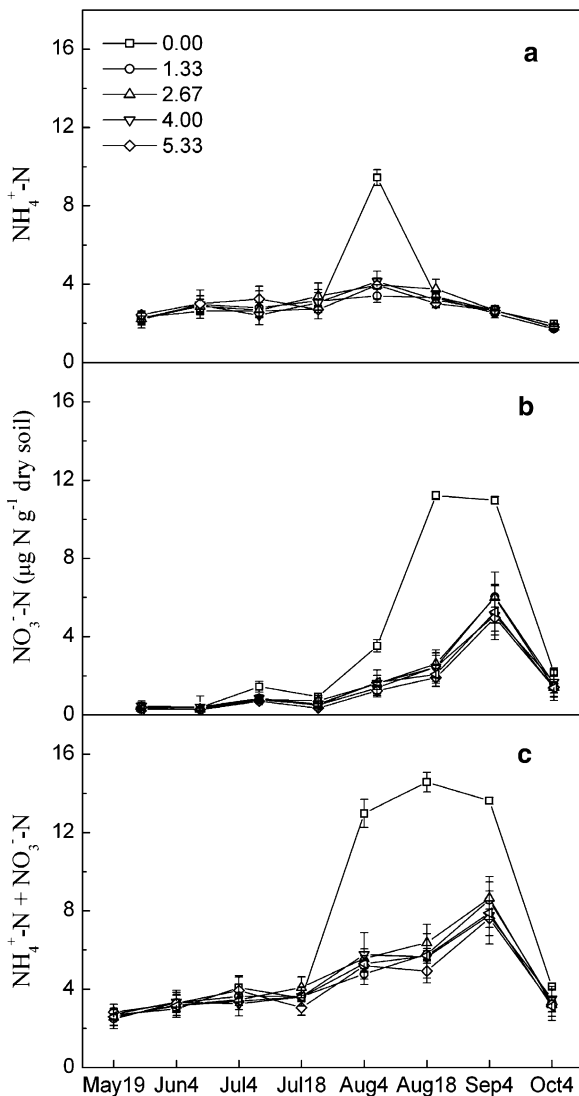 16
12
8
4
0
NH₄⁺-N
0.00
1.33
2.67
4.00
5.33
a
16
12
8
4
0
NO₃⁻-N (µg N g⁻¹ dry soil)
b
16
12
8
4
0
NH₄⁺-N + NO₃⁻-N
c
May19 Jun4 Jul4 Jul18 Aug4 Aug18 Sep4 Oct4